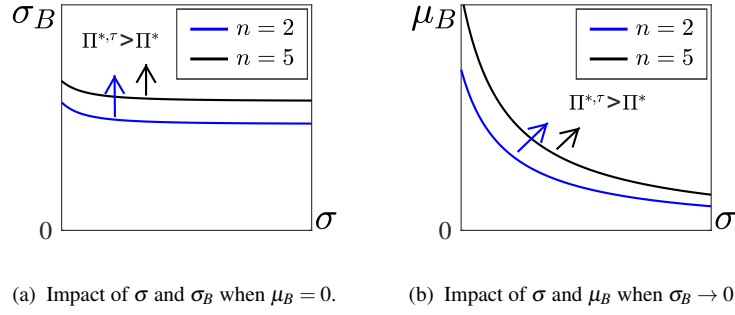 σ_B
Π*,τ>Π*
n = 2
n = 5
0
σ
μ_B
n = 2
n = 5
Π*,τ>Π*
0
σ
(a) Impact of σ and σ_B when μ_B = 0.
(b) Impact of σ and μ_B when σ_B → 0